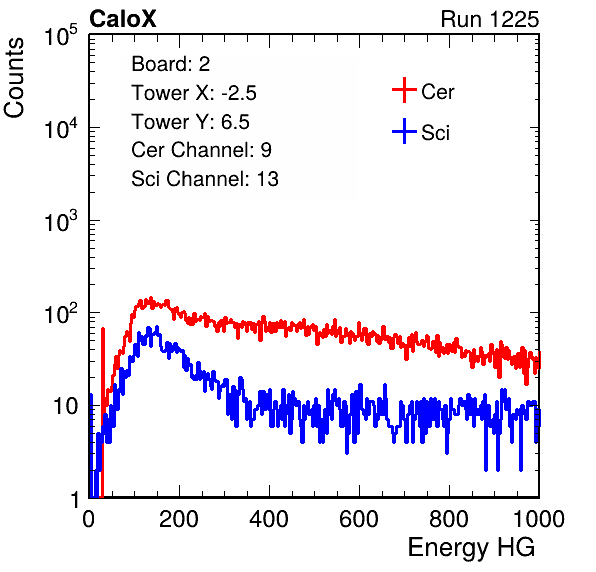 CaloX Run 1225
Counts
Board: 2
Tower X: -2.5
Tower Y: 6.5
Cer Channel: 9
Sci Channel: 13
Cer
Sci
10^5
10^4
10^3
10^2
10
1
0 200 400 600 800 1000
Energy HG